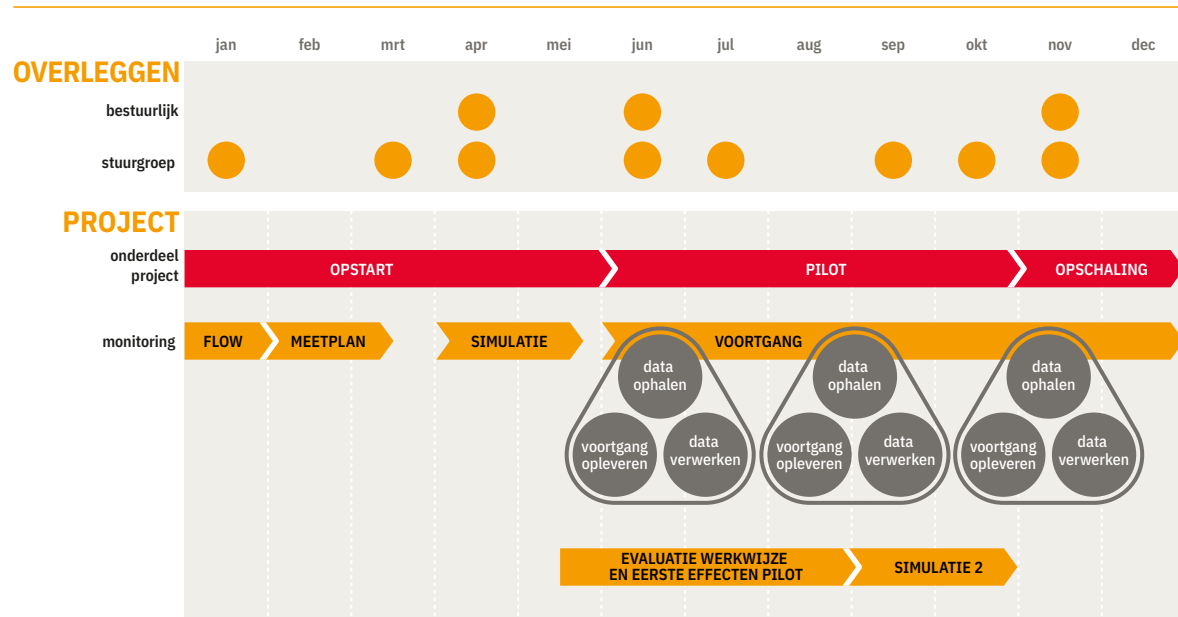 jan feb mrt apr mei jun jul aug sep okt nov dec
OVERLEGGEN
bestuurlijk
stuurgroep
PROJECT
onderdeel
project
OPSTART PILOT OPSCHALING
monitoring
FLOW MEETPLAN SIMULATIE VOORTGANG
data
ophalen
voortgang
opleveren
data
verwerken
data
ophalen
voortgang
opleveren
data
verwerken
data
ophalen
voortgang
opleveren
data
verwerken
EVALUATIE WERKWIJZE
EN EERSTE EFFECTEN PILOT
SIMULATIE 2